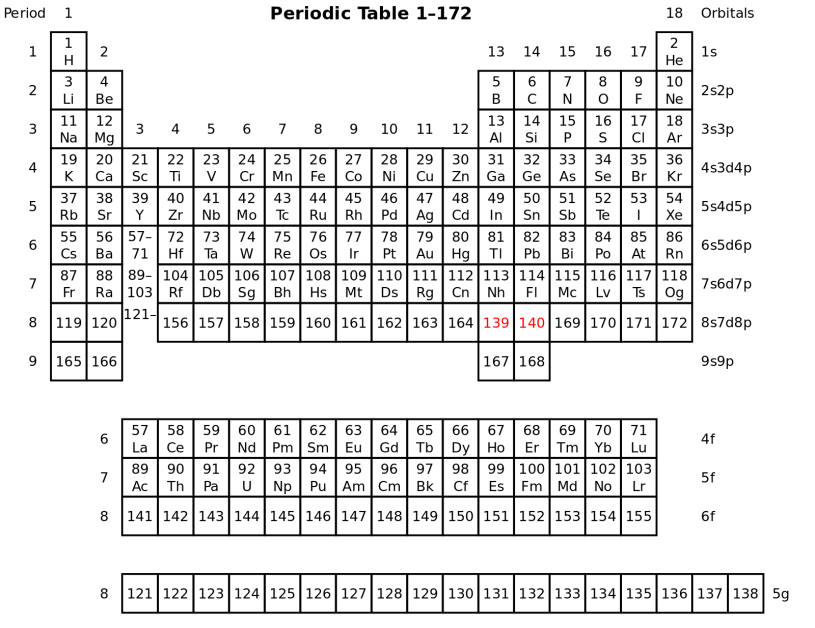 Periodic Table 1–172
Period 1 18 Orbitals
1 2
1 2 13 14 15 16 17 1s
H He
3 4 5 6 7 8 9 10
2 2s2p
Li Be B C N O F Ne
11 12 13 14 15 16 17 18
3 3 4 5 6 7 8 9 10 11 12 3s3p
Na Mg Al Si P S Cl Ar
19 20 21 22 23 24 25 26 27 28 29 30 31 32 33 34 35 36
4 4s3d4p
K Ca Sc Ti V Cr Mn Fe Co Ni Cu Zn Ga Ge As Se Br Kr
37 38 39 40 41 42 43 44 45 46 47 48 49 50 51 52 53 54
5 5s4d5p
Rb Sr Y Zr Nb Mo Tc Ru Rh Pd Ag Cd In Sn Sb Te I Xe
55 56 57– 72 73 74 75 76 77 78 79 80 81 82 83 84 85 86
6 6s5d6p
Cs Ba 71 Hf Ta W Re Os Ir Pt Au Hg Tl Pb Bi Po At Rn
87 88 89– 104 105 106 107 108 109 110 111 112 113 114 115 116 117 118
7 7s6d7p
Fr Ra 103 Rf Db Sg Bh Hs Mt Ds Rg Cn Nh Fl Mc Lv Ts Og
8 119 120 121– 156 157 158 159 160 161 162 163 164 139 140 169 170 171 172 8s7d8p
9 165 166 167 168 9s9p
57 58 59 60 61 62 63 64 65 66 67 68 69 70 71
6 4f
La Ce Pr Nd Pm Sm Eu Gd Tb Dy Ho Er Tm Yb Lu
89 90 91 92 93 94 95 96 97 98 99 100 101 102 103
7 5f
Ac Th Pa U Np Pu Am Cm Bk Cf Es Fm Md No Lr
8 141 142 143 144 145 146 147 148 149 150 151 152 153 154 155 6f
8 121 122 123 124 125 126 127 128 129 130 131 132 133 134 135 136 137 138 5g